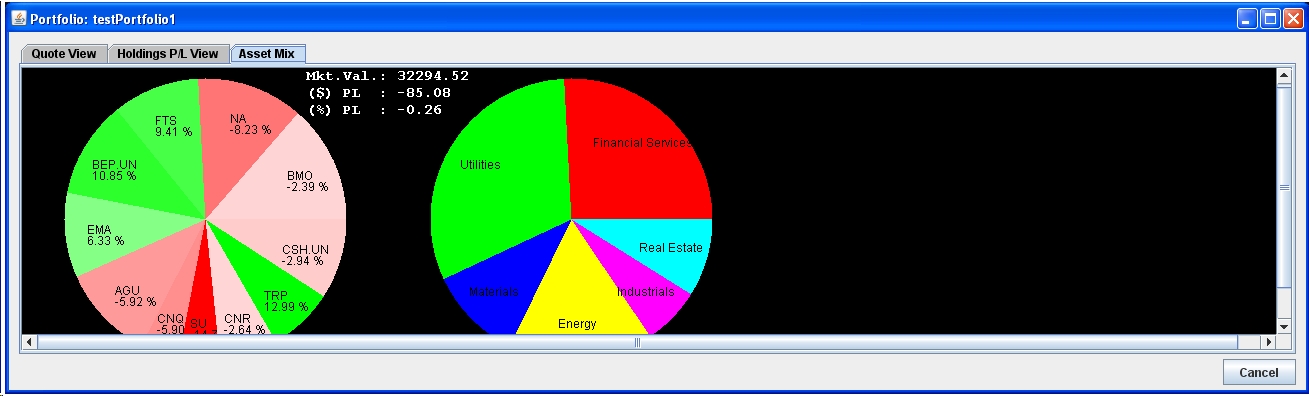 Portfolio: testPortfolio1
Quote View
Holdings P/L View
Asset Mix
Mkt.Val.: 32294.52
($) PL : -85.08
(%) PL : -0.26
FTS
9.41 %
NA
-8.23 %
BEP.UN
10.85 %
BMO
-2.39 %
EMA
6.33 %
CSH.UN
-2.94 %
AGU
-5.92 %
TRP
12.99 %
CNQ
-5.90
SU
CNR
-2.64 %
Financial Services
Utilities
Real Estate
Materials
Industrials
Energy
Cancel